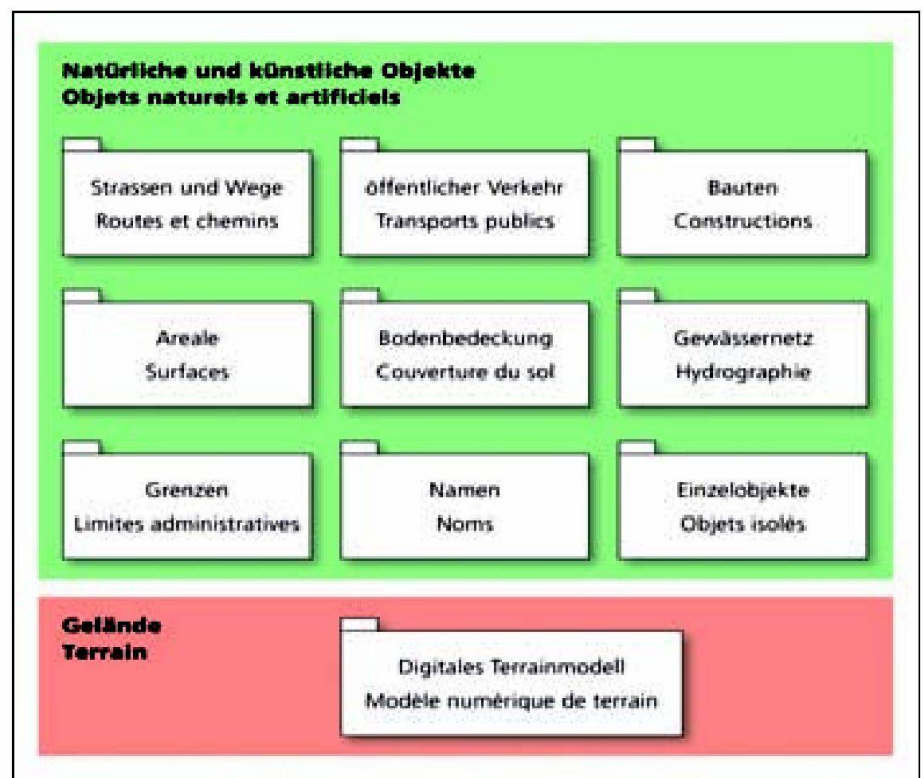 Natürliche und künstliche Objekte
Objets naturels et artificiels
Strassen und Wege
Routes et chemins
öffentlicher Verkehr
Transports publics
Bauten
Constructions
Areale
Surfaces
Bodenbedeckung
Couverture du sol
Gewässernetz
Hydrographie
Grenzen
Limites administratives
Namen
Noms
Einzelobjekte
Objets isolés
Gelände
Terrain
Digitales Terrainmodell
Modèle numérique de terrain